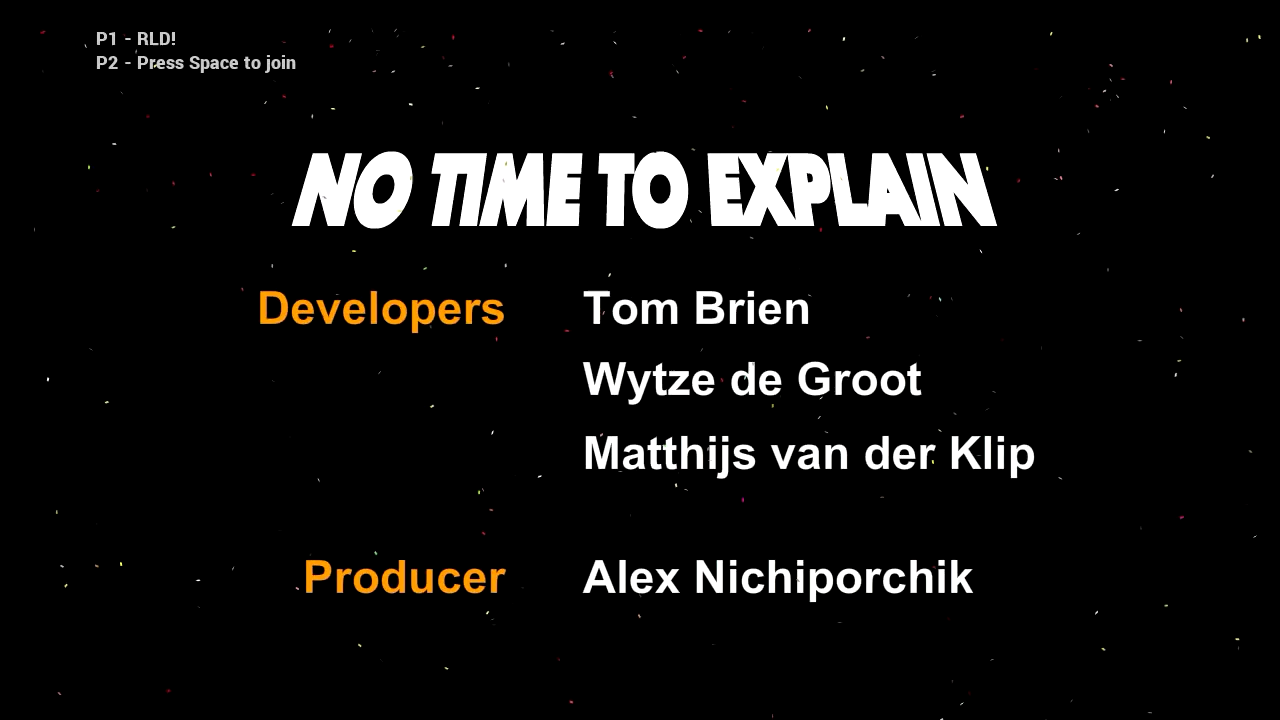 P1 - RLD!
P2 - Press Space to join
NO TIME TO EXPLAIN
Developers Tom Brien
Wytze de Groot
Matthijs van der Klip
Producer Alex Nichiporchik